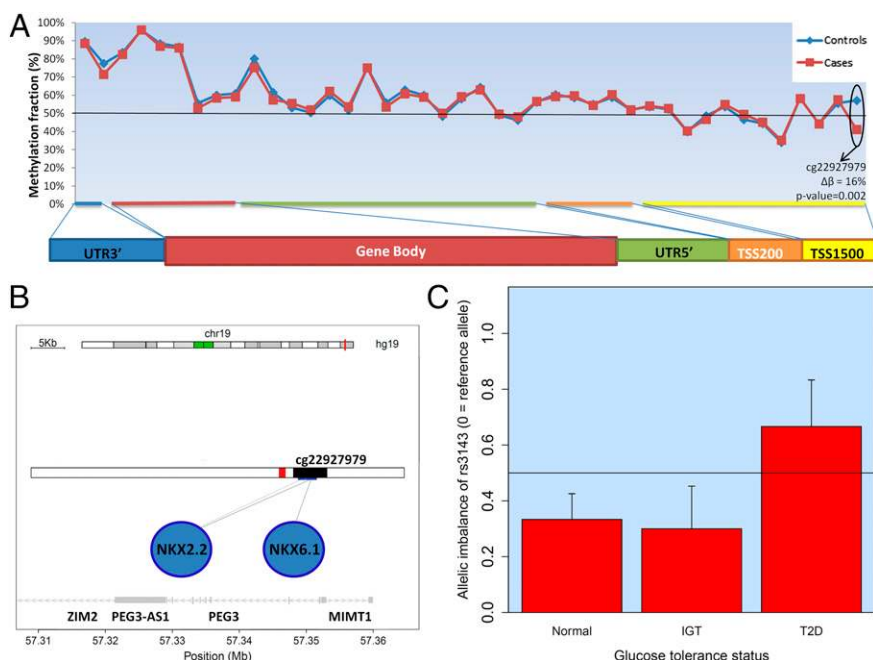 A
100%
90%
80%
70%
60%
50%
40%
30%
20%
10%
0%
Methylation fraction (%)
Controls
Cases
cg22927979
Δβ = 16%
p-value=0.002
UTR3' Gene Body UTR5' TSS200 TSS1500
B
chr19
5Kb hg19
cg22927979
NKX2.2 NKX6.1
ZIM2 PEG3-AS1 PEG3 MIMT1
57.31 57.32 57.33 57.34 57.35 57.36
Position (Mb)
C
Allelic imbalance of rs3143 (0 = reference allele)
1.0
0.8
0.6
0.4
0.2
0.0
Normal IGT T2D
Glucose tolerance status